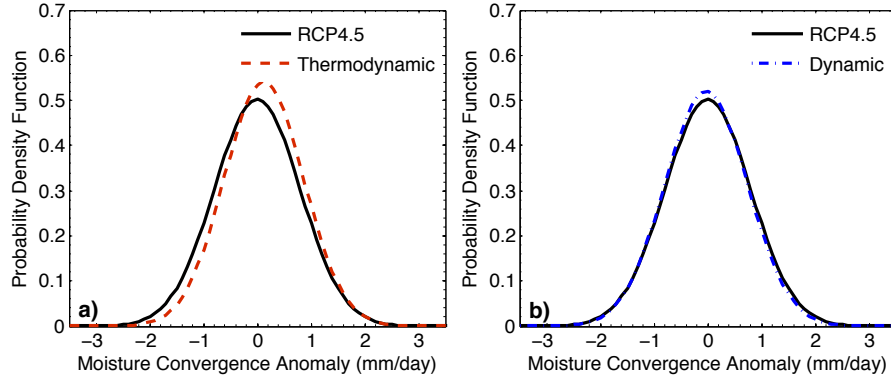 0.7
0.6
0.5
0.4
0.3
0.2
0.1
0
Probability Density Function
RCP4.5
Thermodynamic
a)
−3 −2 −1 0 1 2 3
Moisture Convergence Anomaly (mm/day)
0.7
0.6
0.5
0.4
0.3
0.2
0.1
0
Probability Density Function
RCP4.5
Dynamic
b)
−3 −2 −1 0 1 2 3
Moisture Convergence Anomaly (mm/day)